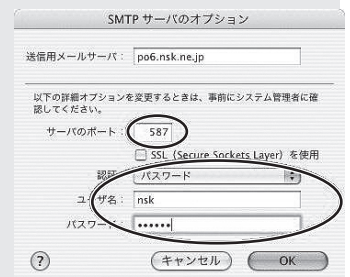 SMTP サーバのオプション
送信用メールサーバ： po6.nsk.ne.jp
以下の詳細オプションを変更するときは、事前にシステム管理者に確
認してください。
サーバのポート： 587
SSL（Secure Sockets Layer）を使用
認証： パスワード
ユーザ名： nsk
パスワード： ••••••
? キャンセル OK